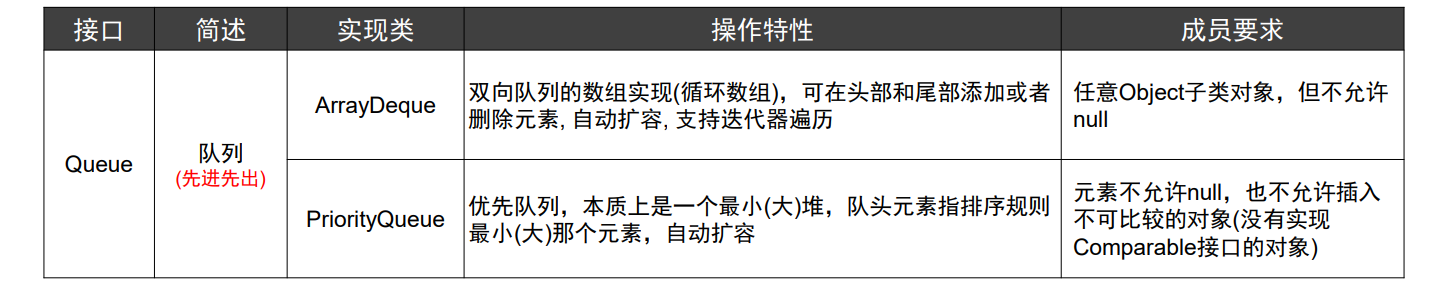 接口
简述
实现类
操作特性
成员要求
Queue
队列
(先进先出)
ArrayDeque
双向队列的数组实现(循环数组)，可在头部和尾部添加或者
删除元素, 自动扩容, 支持迭代器遍历
任意Object子类对象，但不允许
null
PriorityQueue
优先队列，本质上是一个最小(大)堆，队头元素指排序规则
最小(大)那个元素，自动扩容
元素不允许null，也不允许插入
不可比较的对象(没有实现
Comparable接口的对象)